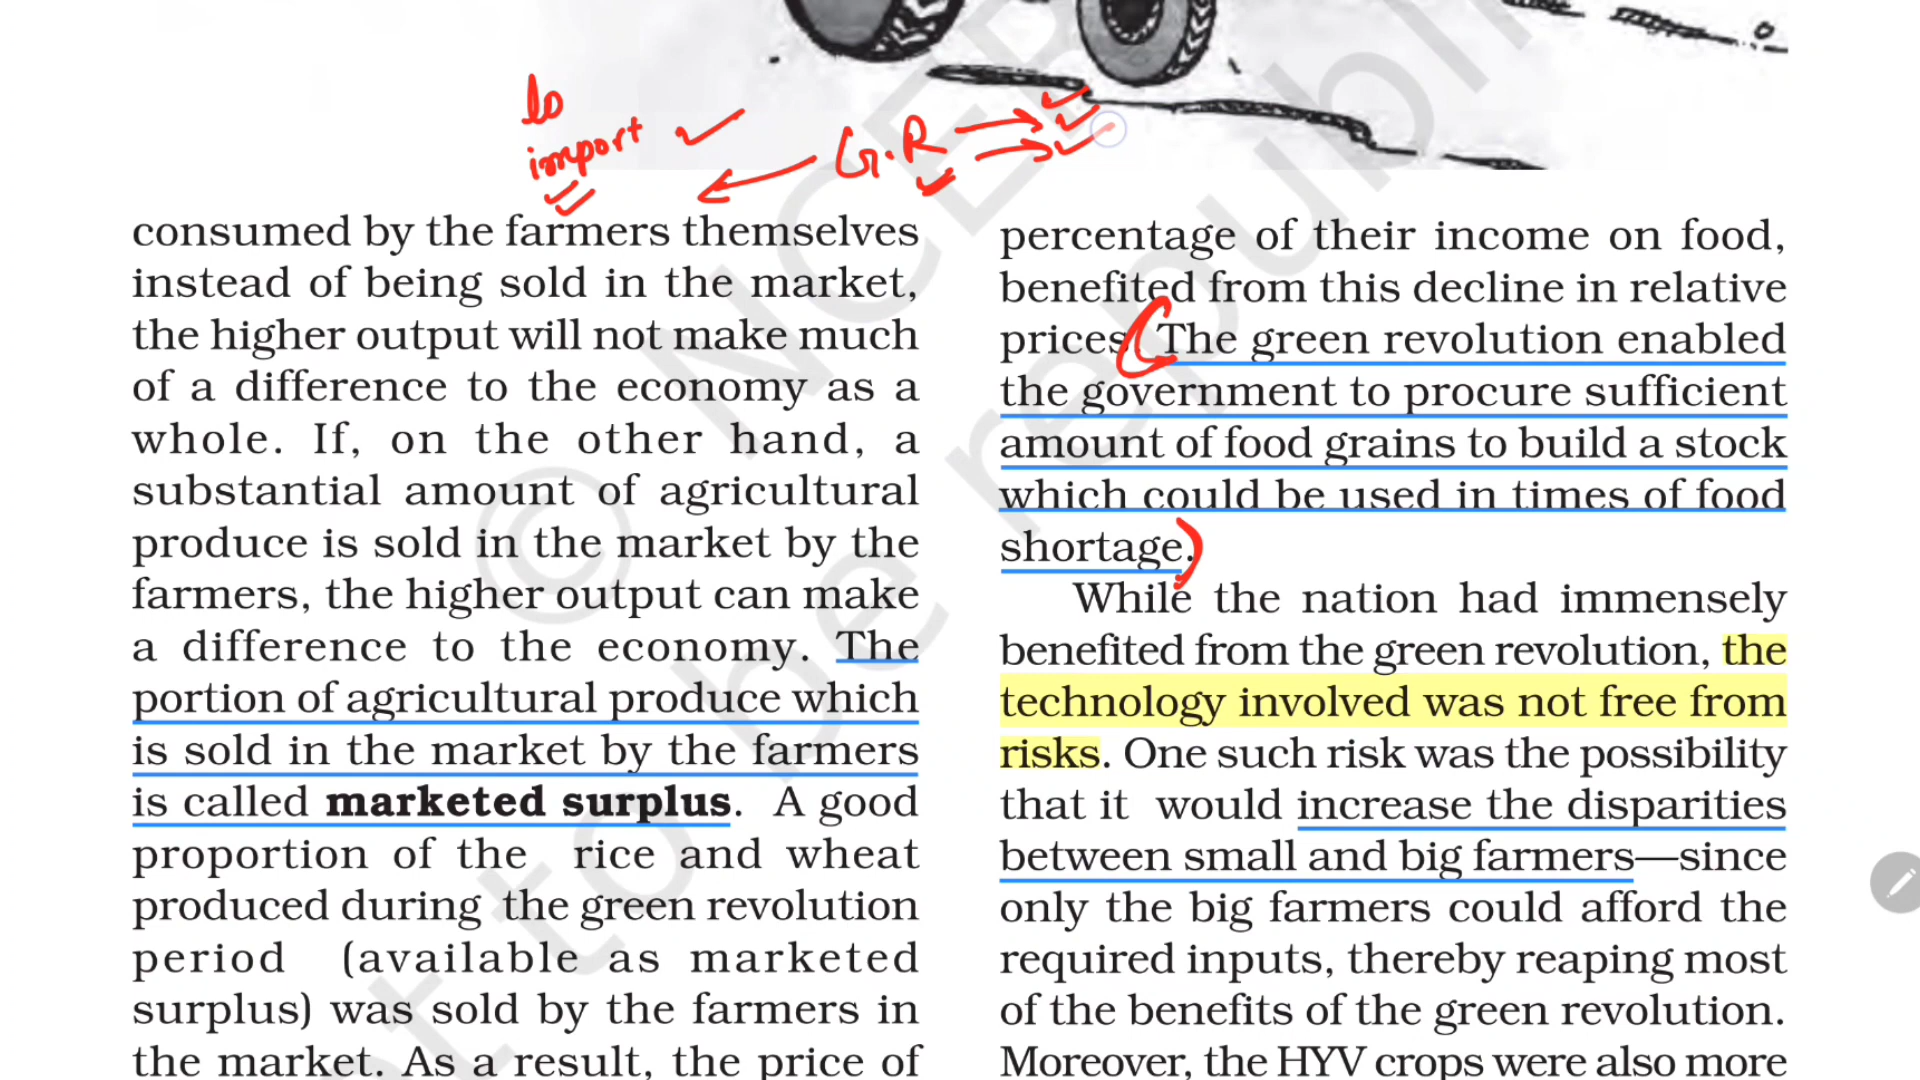 to
import
G.R
consumed by the farmers themselves
instead of being sold in the market,
the higher output will not make much
of a difference to the economy as a
whole. If, on the other hand, a
substantial amount of agricultural
produce is sold in the market by the
farmers, the higher output can make
a difference to the economy. The
portion of agricultural produce which
is sold in the market by the farmers
is called marketed surplus. A good
proportion of the rice and wheat
produced during the green revolution
period (available as marketed
surplus) was sold by the farmers in
the market. As a result, the price of
percentage of their income on food,
benefited from this decline in relative
prices. The green revolution enabled
the government to procure sufficient
amount of food grains to build a stock
which could be used in times of food
shortage.
While the nation had immensely
benefited from the green revolution, the
technology involved was not free from
risks. One such risk was the possibility
that it would increase the disparities
between small and big farmers—since
only the big farmers could afford the
required inputs, thereby reaping most
of the benefits of the green revolution.
Moreover, the HYV crops were also more
© NCE
be republi